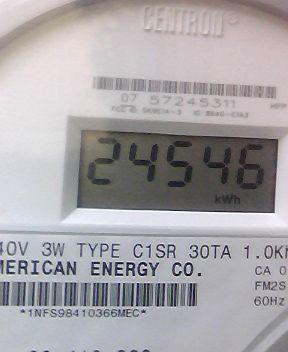 CENTRON
07 57245311
24546
kWh
40V 3W TYPE C1SR 30TA 1.0K
MERICAN ENERGY CO.
CA 0
FM2S
60Hz
*1NFS98410366MEC*